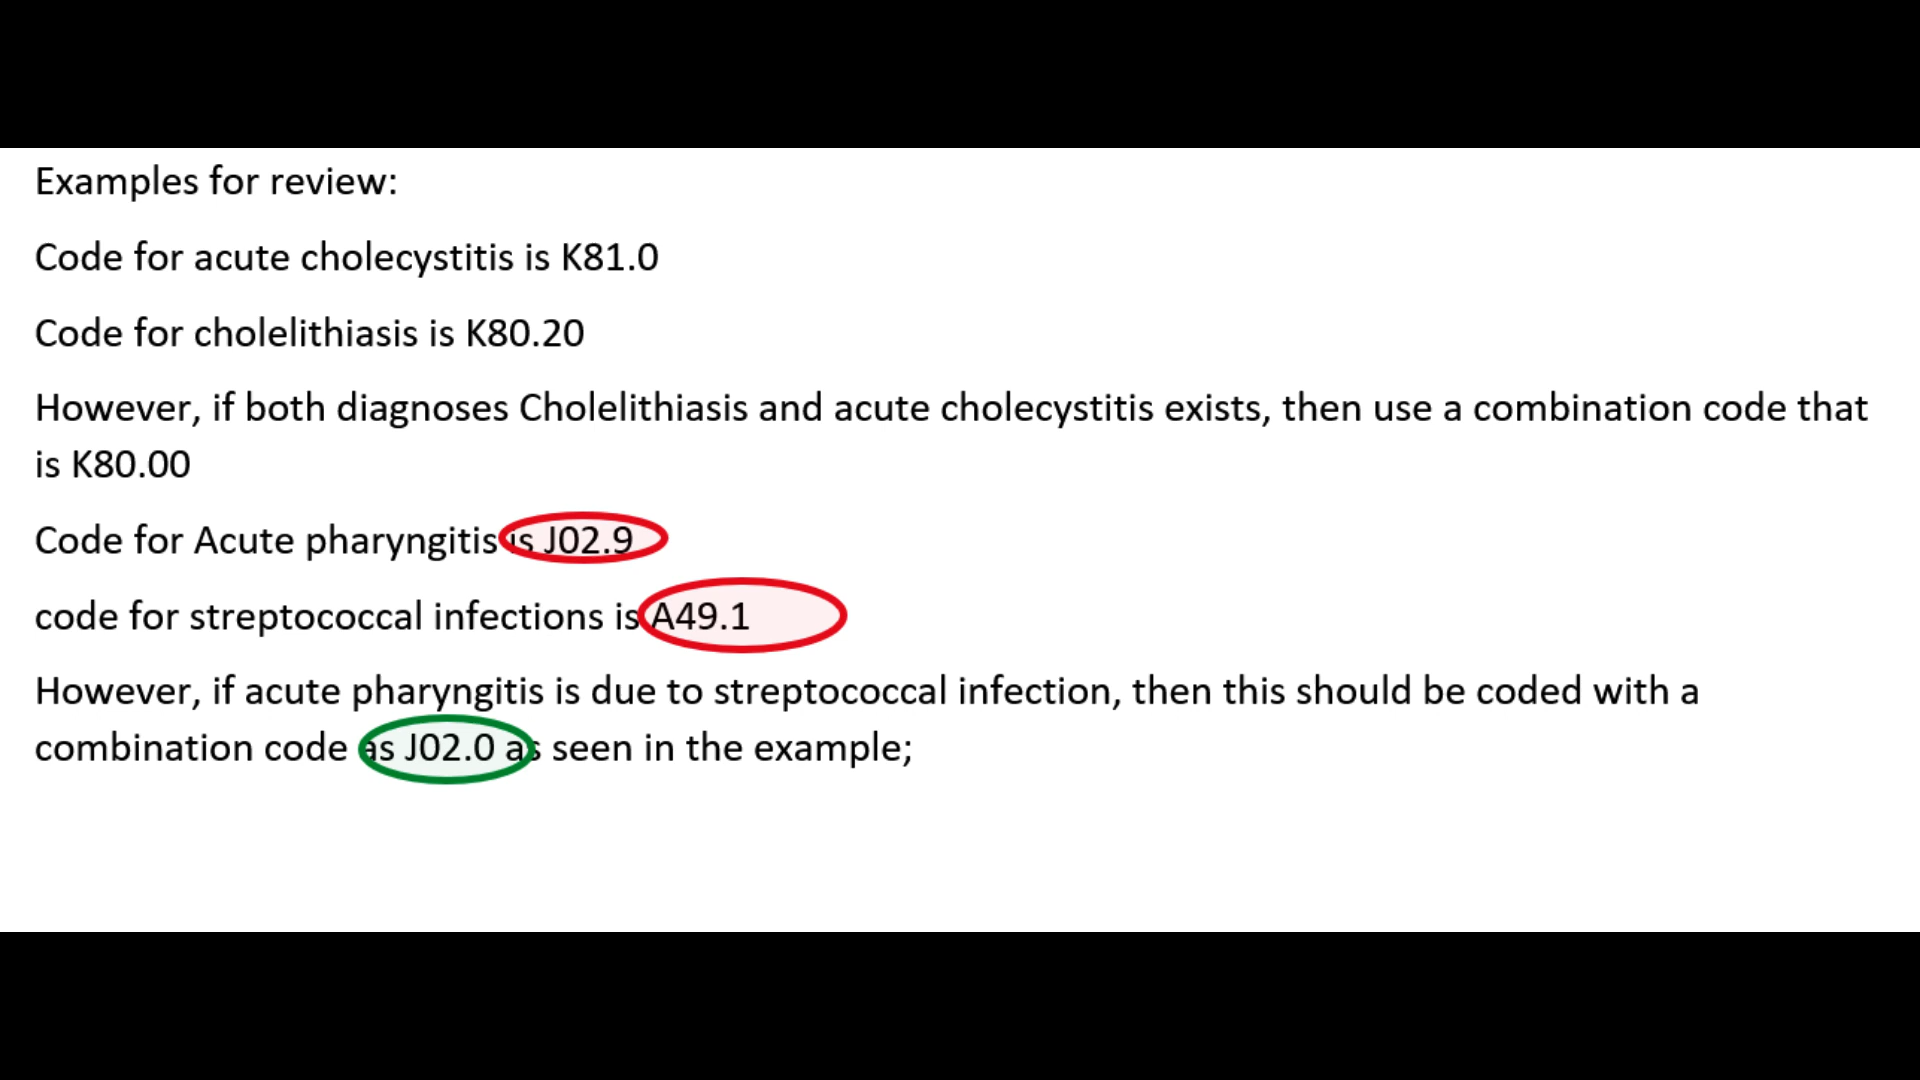 Examples for review:
Code for acute cholecystitis is K81.0
Code for cholelithiasis is K80.20
However, if both diagnoses Cholelithiasis and acute cholecystitis exists, then use a combination code that
is K80.00
Code for Acute pharyngitis is J02.9
code for streptococcal infections is A49.1
However, if acute pharyngitis is due to streptococcal infection, then this should be coded with a
combination code as J02.0 as seen in the example;